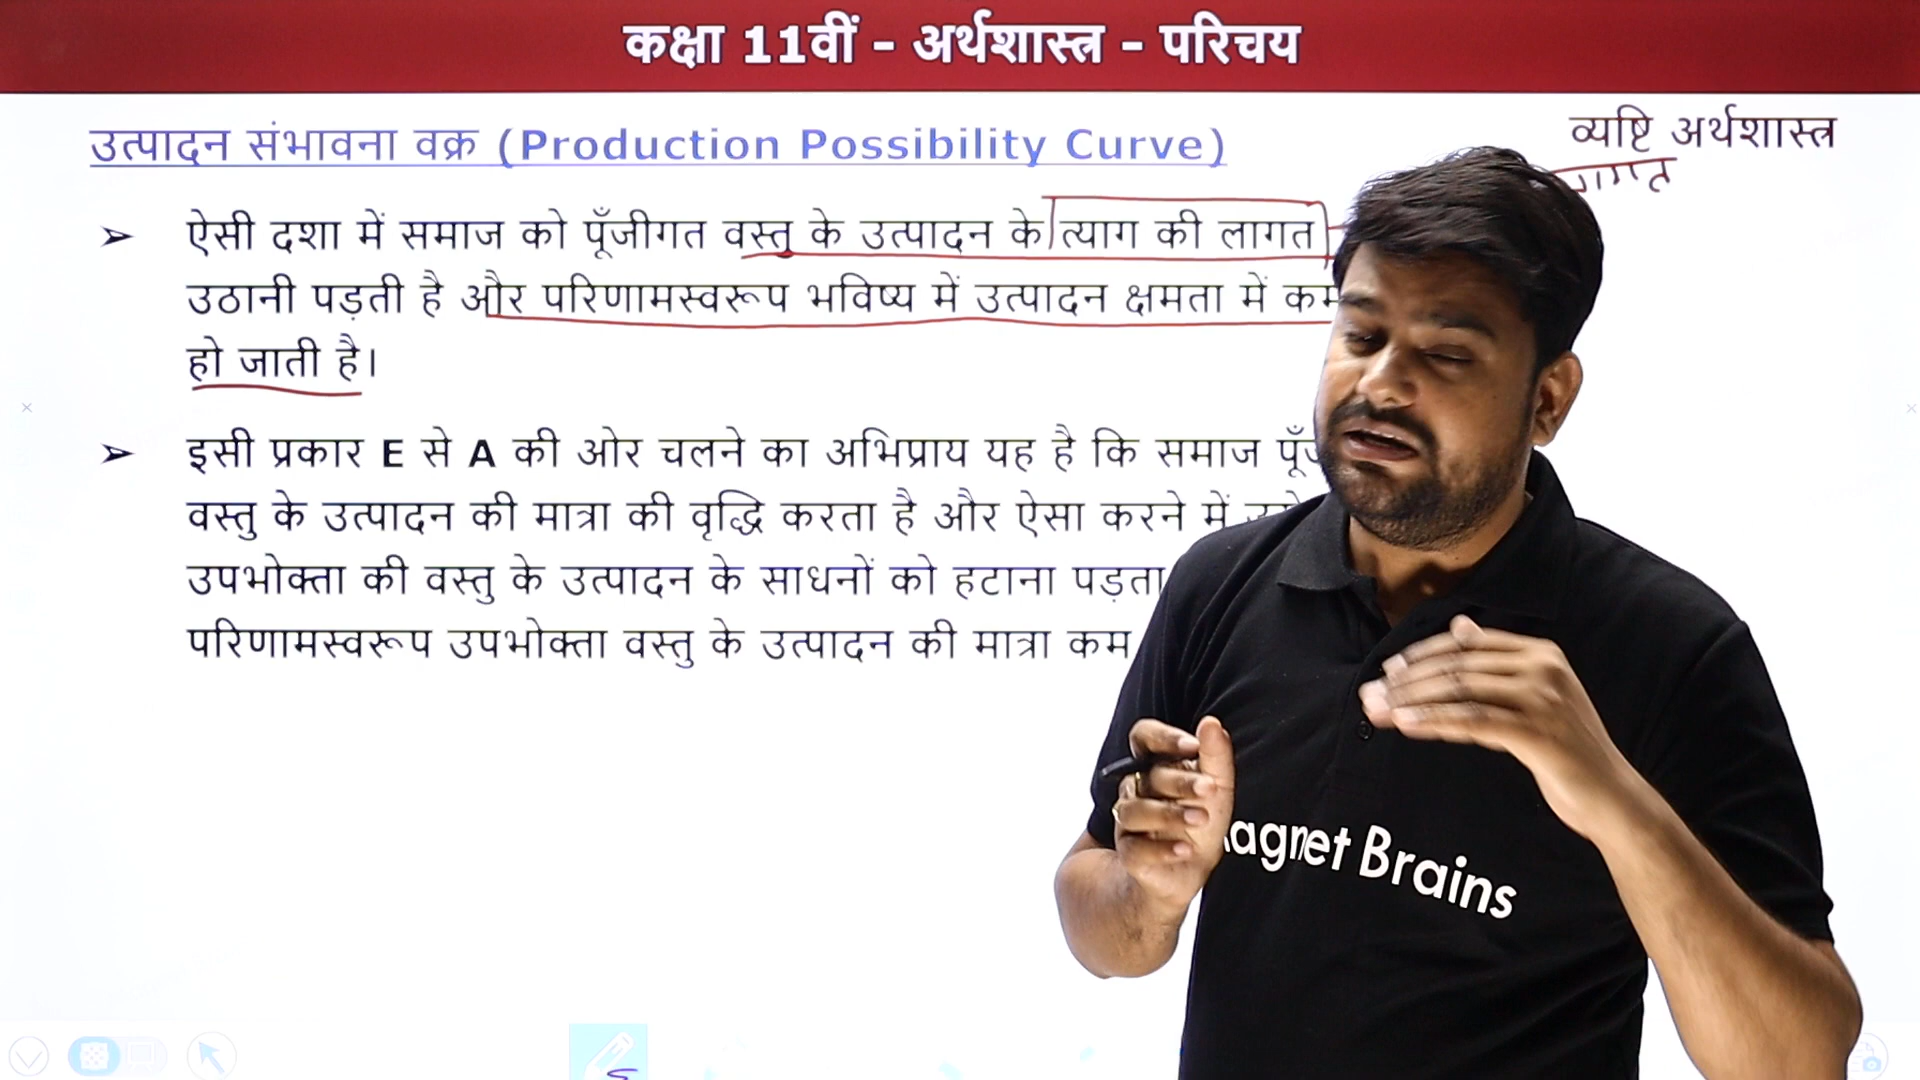 कक्षा 11वीं - अर्थशास्त्र - परिचय
व्यष्टि अर्थशास्त्र
उत्पादन संभावना वक्र (Production Possibility Curve)
➢ ऐसी दशा में समाज को पूँजीगत वस्तु के उत्पादन के त्याग की लागत
उठानी पड़ती है और परिणामस्वरूप भविष्य में उत्पादन क्षमता में
हो जाती है।
➢ इसी प्रकार E से A की ओर चलने का अभिप्राय यह है कि समाज
वस्तु के उत्पादन की मात्रा की वृद्धि करता है और ऐसा करने में
उपभोक्ता की वस्तु के उत्पादन के साधनों को हटाना पड़ता
परिणामस्वरूप उपभोक्ता वस्तु के उत्पादन की मात्रा कम
agnet Brains